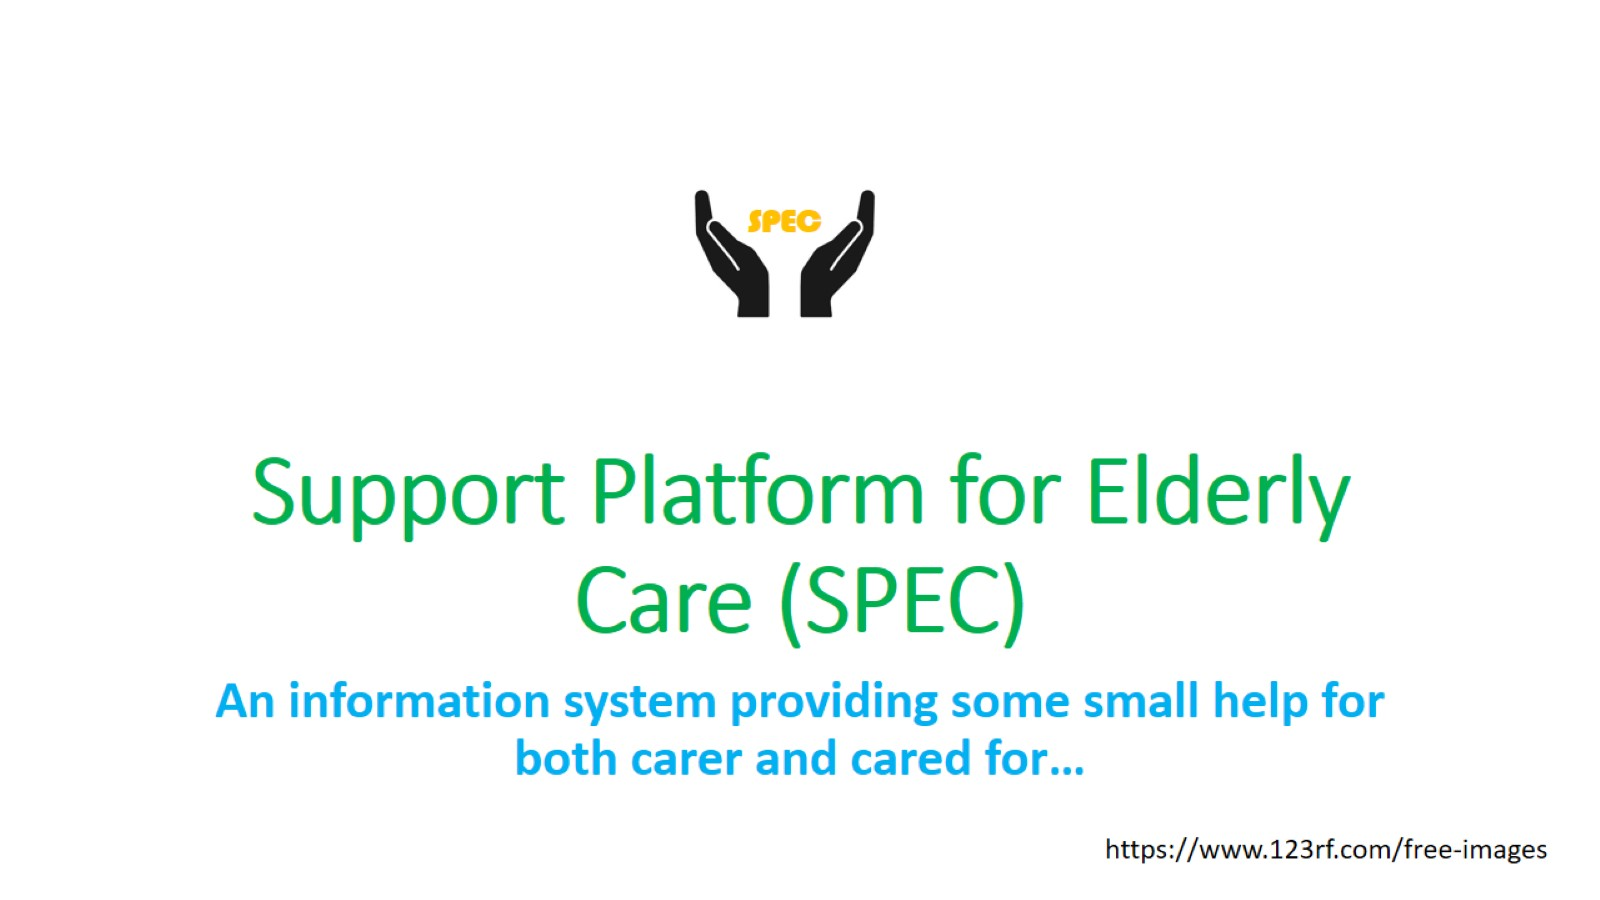 SPEC
Support Platform for Elderly
Care (SPEC)
An information system providing some small help for
both carer and cared for...
https://www.123rf.com/free-images